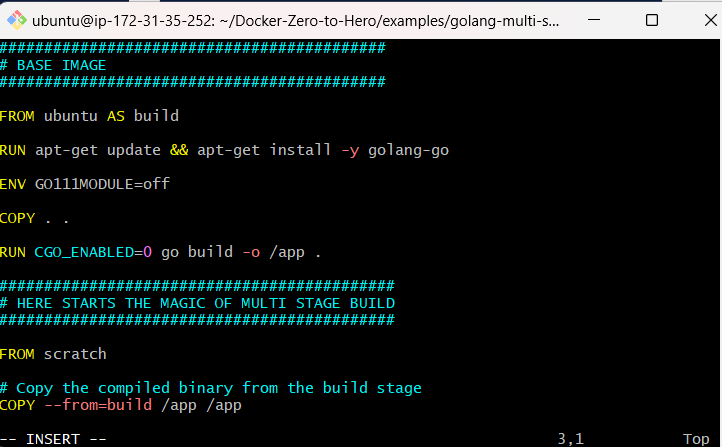 ubuntu@ip-172-31-35-252: ~/Docker-Zero-to-Hero/examples/golang-multi-s...
###########################################
# BASE IMAGE
###########################################
FROM ubuntu AS build
RUN apt-get update && apt-get install -y golang-go
ENV GO111MODULE=off
COPY . .
RUN CGO_ENABLED=0 go build -o /app .
############################################
# HERE STARTS THE MAGIC OF MULTI STAGE BUILD
############################################
FROM scratch
# Copy the compiled binary from the build stage
COPY --from=build /app /app
-- INSERT -- 3,1 Top